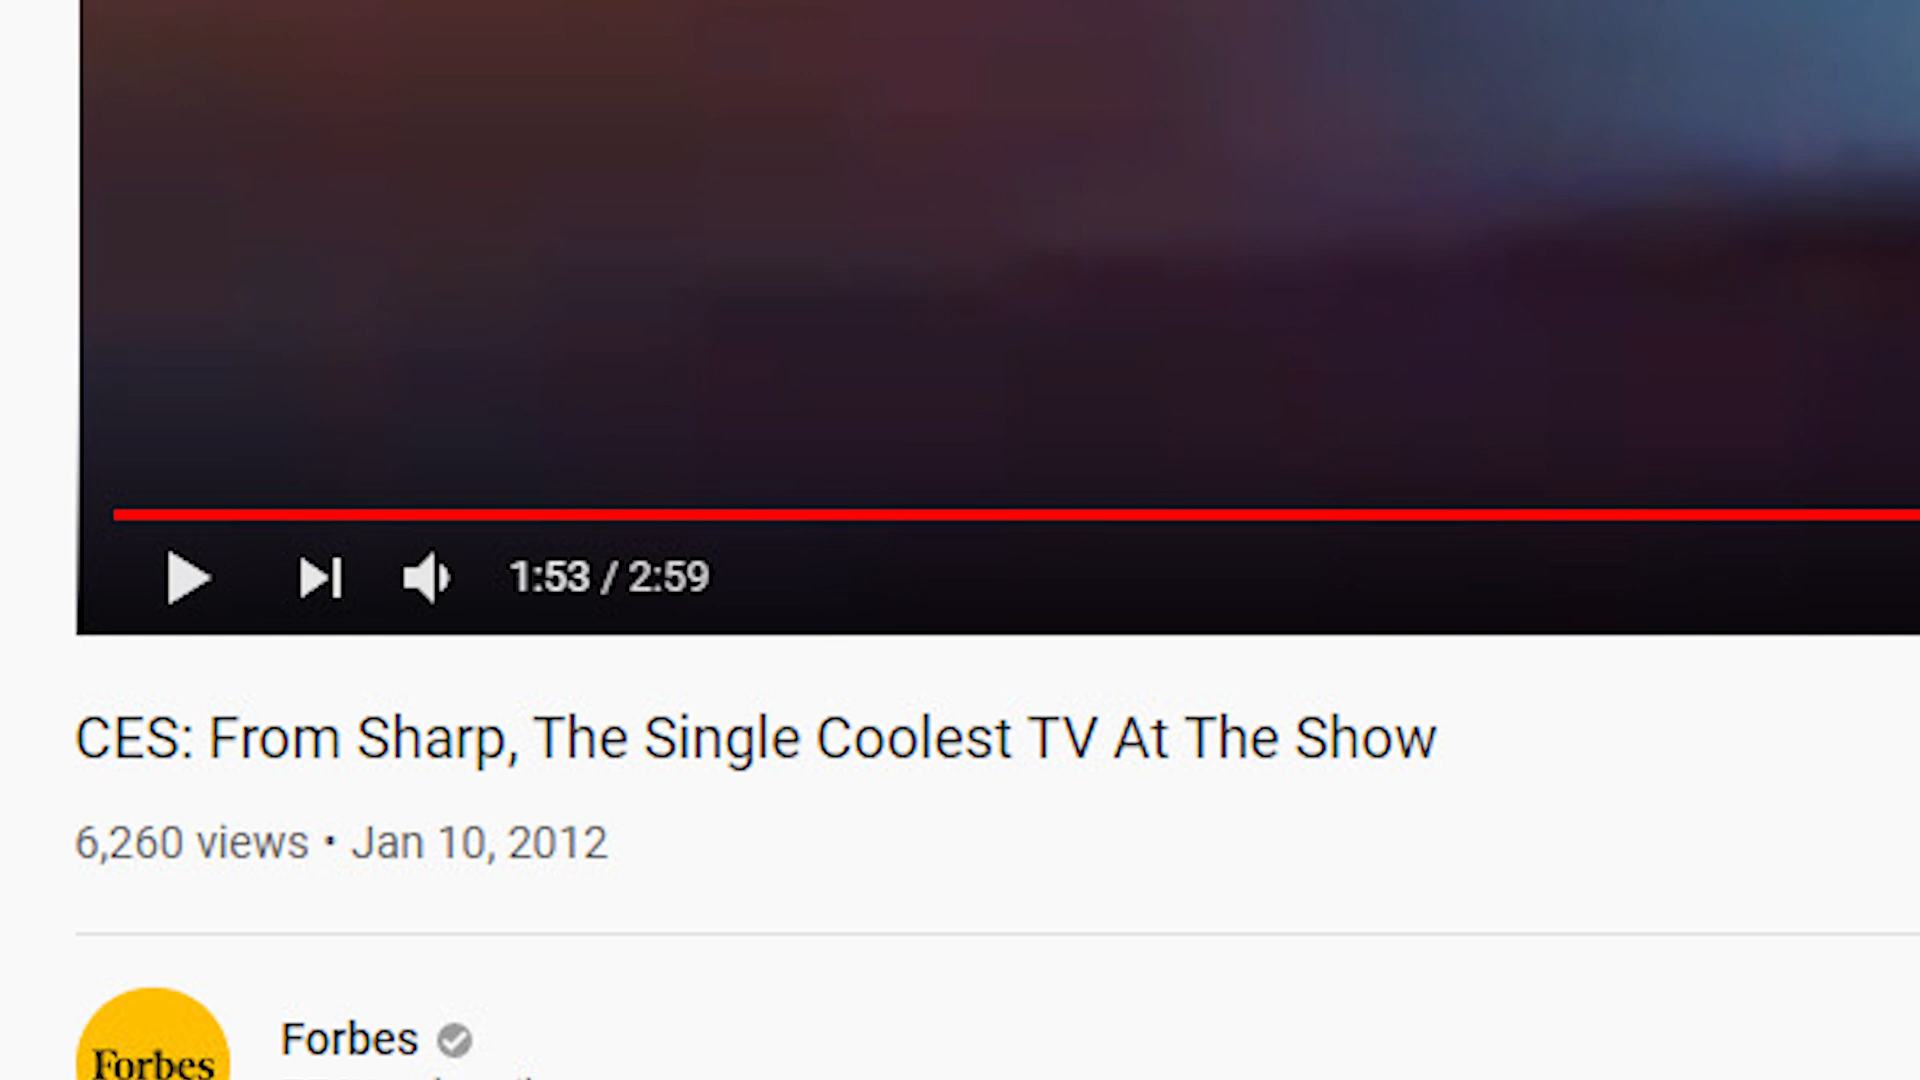 1:53 / 2:59
CES: From Sharp, The Single Coolest TV At The Show
6,260 views • Jan 10, 2012
Forbes
Forbes